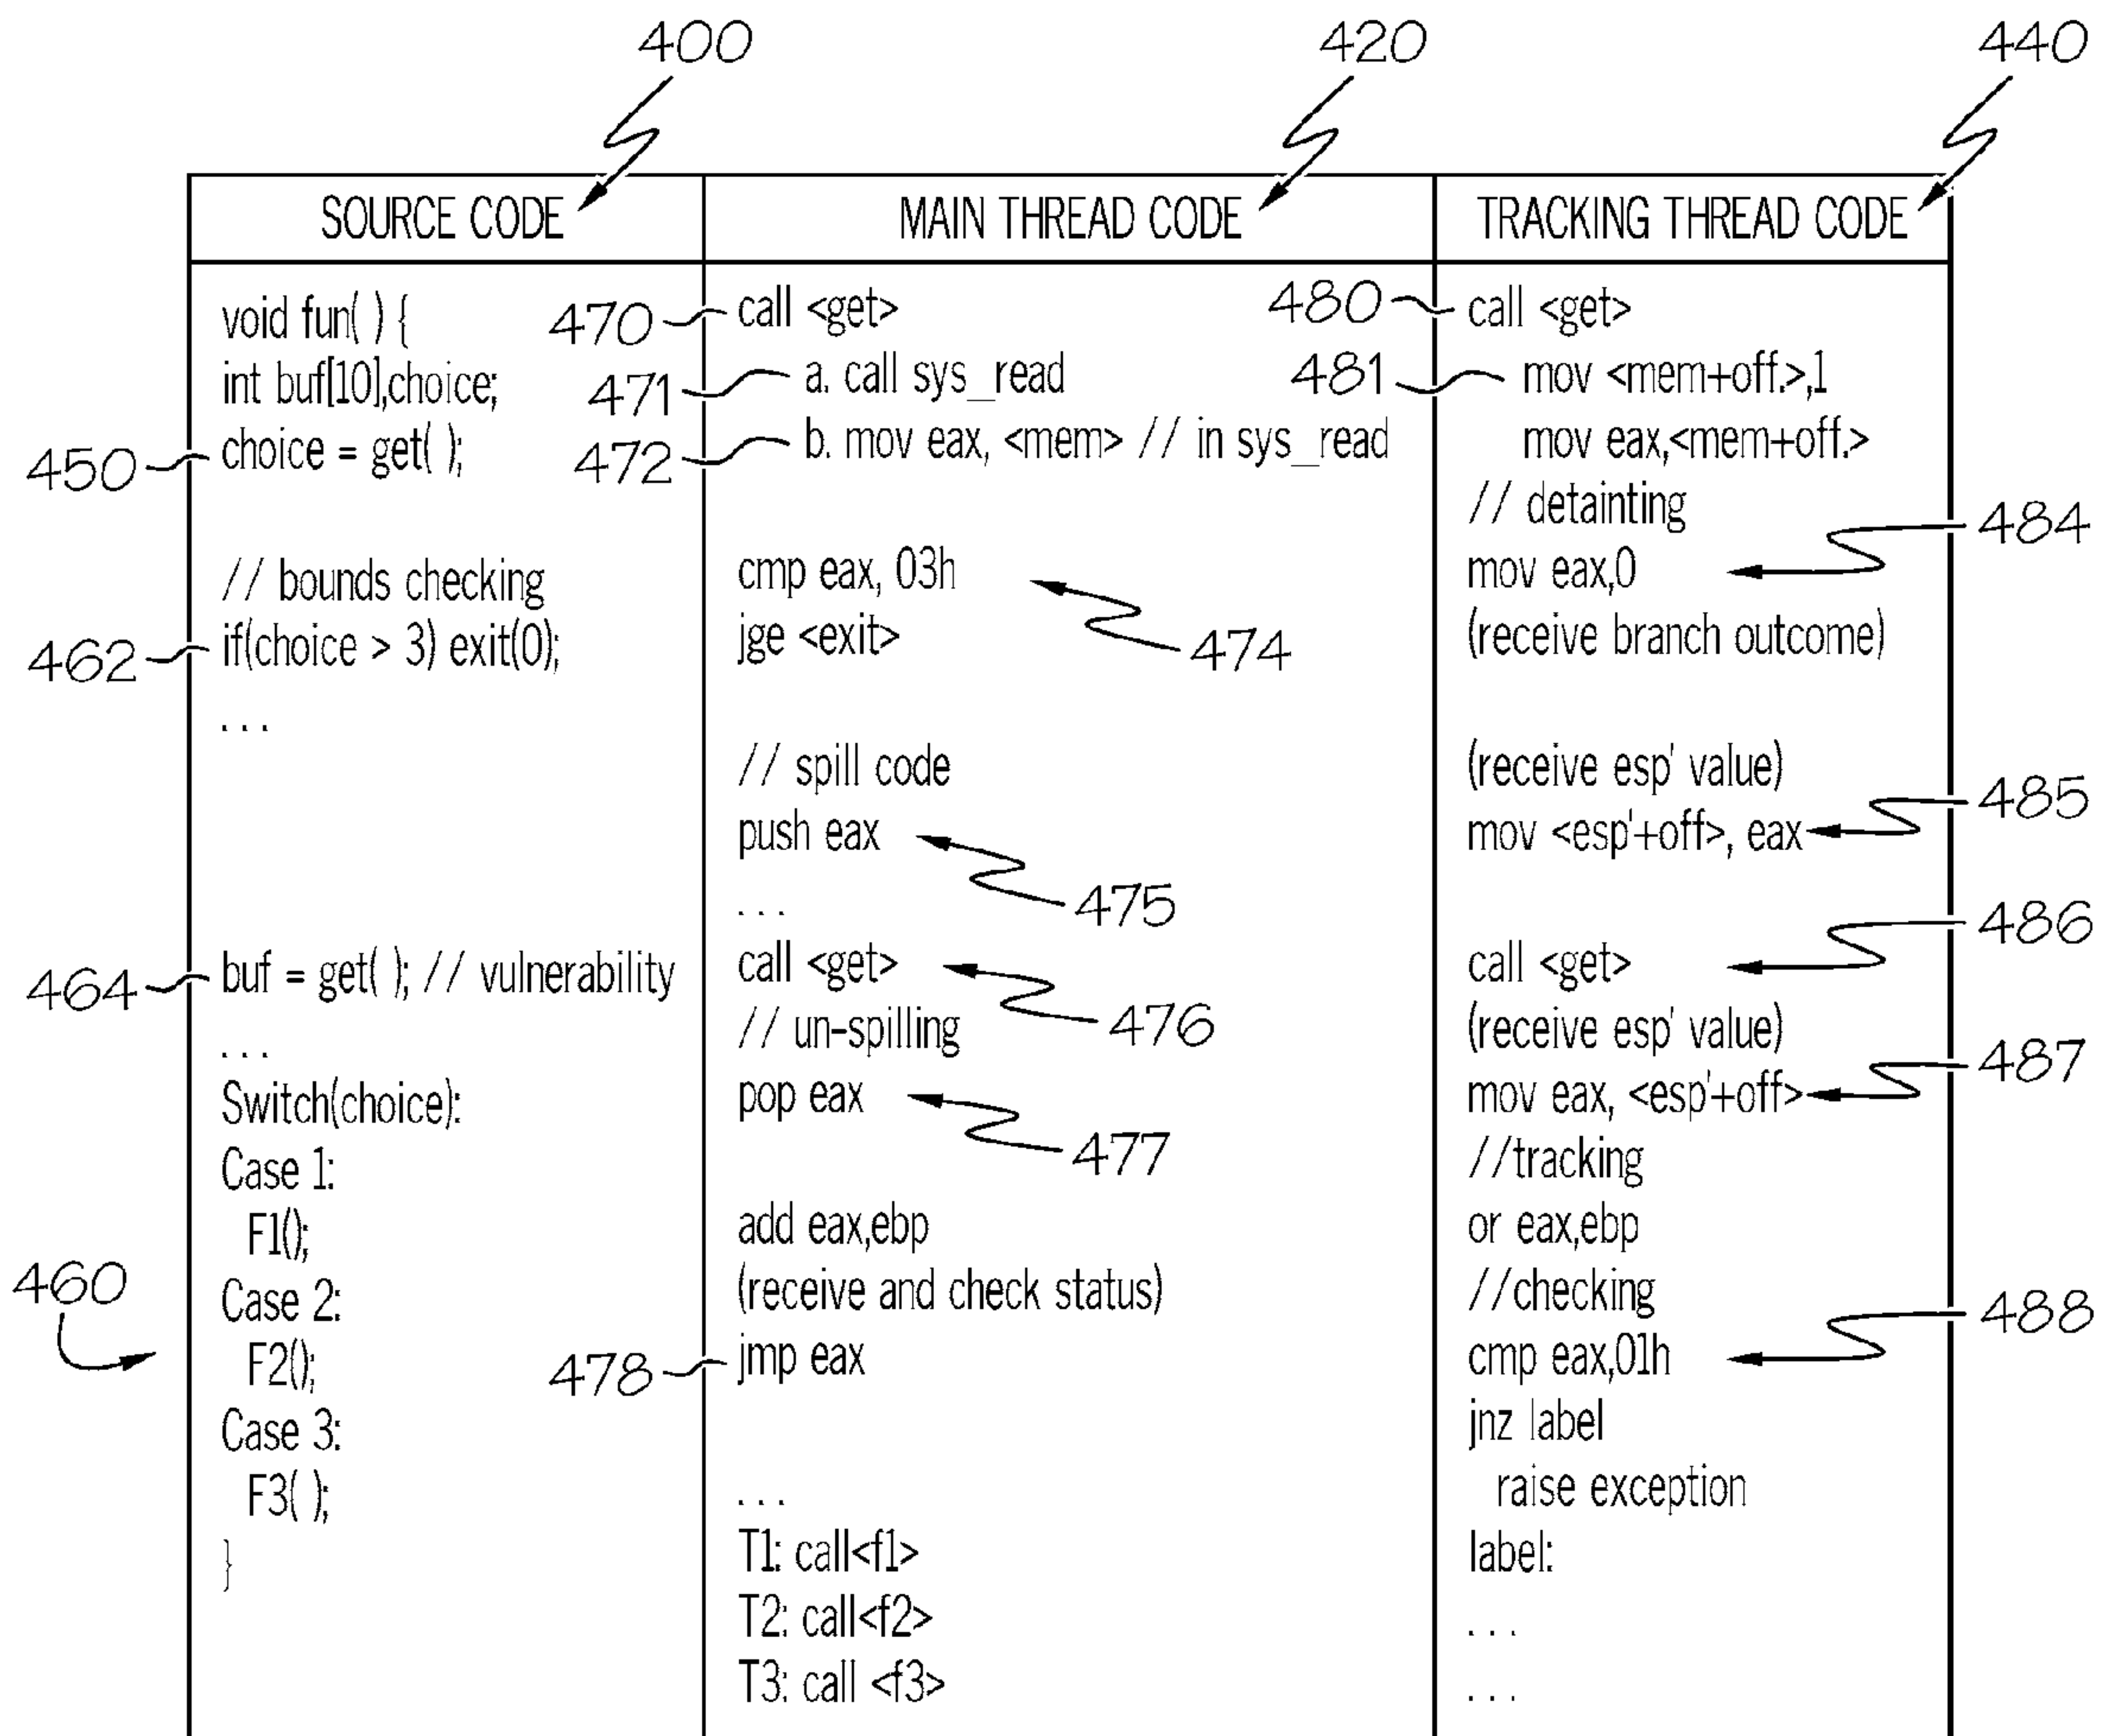 400
420
440
SOURCE CODE
MAIN THREAD CODE
TRACKING THREAD CODE
void fun( ) {
int buf[10],choice;
450 choice = get( );
// bounds checking
462 if(choice > 3) exit(0);
. . .
464 buf = get( ); // vulnerability
. . .
Switch(choice):
Case 1:
F1();
460
Case 2:
F2();
Case 3:
F3( );
}
470 call <get>
471 a. call sys_read
472 b. mov eax, <mem> // in sys_read
cmp eax, 03h
474
jge <exit>
// spill code
push eax
475
. . .
call <get>
476
// un-spilling
pop eax
477
add eax,ebp
(receive and check status)
478 jmp eax
. . .
T1: call<f1>
T2: call<f2>
T3: call <f3>
480 call <get>
481 mov <mem+off.>,1
mov eax,<mem+off.>
// detainting
484
mov eax,0
(receive branch outcome)
(receive esp' value)
mov <esp'+off>, eax 485
call <get> 486
(receive esp' value)
mov eax, <esp'+off> 487
//tracking
or eax,ebp
//checking
cmp eax,01h 488
jnz label
raise exception
label:
. . .
. . .